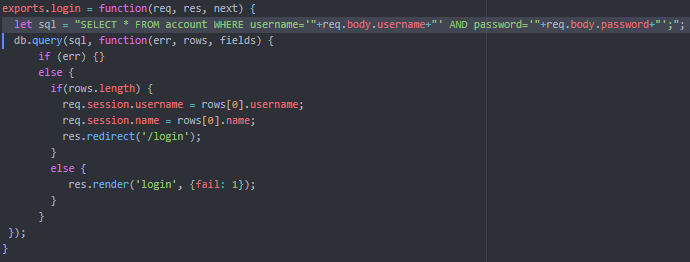 exports.login = function(req, res, next) {
let sql = "SELECT * FROM account WHERE username='"+req.body.username+"' AND password='"+req.body.password+"';";
db.query(sql, function(err, rows, fields) {
if (err) {}
else {
if(rows.length) {
req.session.username = rows[0].username;
req.session.name = rows[0].name;
res.redirect('/login');
}
else {
res.render('login', {fail: 1});
}
}
});
}